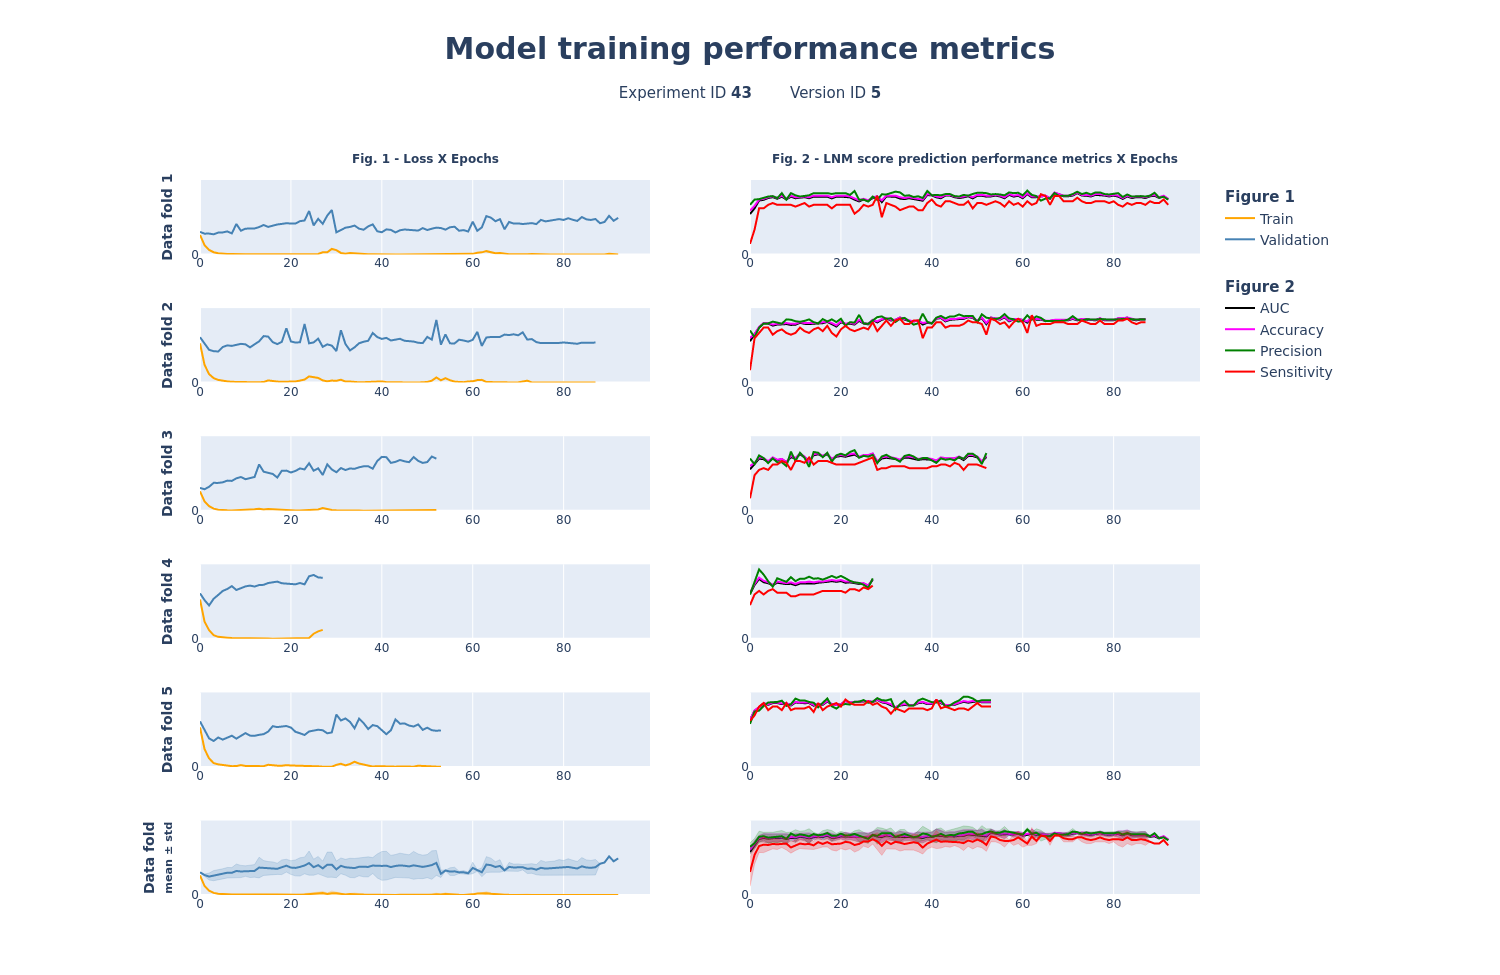 Model training performance metrics
Experiment ID 43 Version ID 5
Fig. 1 - Loss X Epochs
Fig. 2 - LNM score prediction performance metrics X Epochs
Data fold 1
0
0 20 40 60 80
0
0 20 40 60 80
Figure 1
Train
Validation
Figure 2
AUC
Accuracy
Precision
Sensitivity
Data fold 2
0
0 20 40 60 80
0
0 20 40 60 80
Data fold 3
0
0 20 40 60 80
0
0 20 40 60 80
Data fold 4
0
0 20 40 60 80
0
0 20 40 60 80
Data fold 5
0
0 20 40 60 80
0
0 20 40 60 80
Data fold
mean ± std
0
0 20 40 60 80
0
0 20 40 60 80